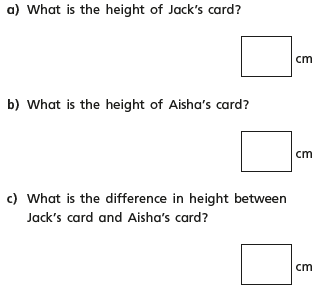 a) What is the height of Jack's card?
cm
b) What is the height of Aisha's card?
cm
c) What is the difference in height between
Jack's card and Aisha's card?
cm